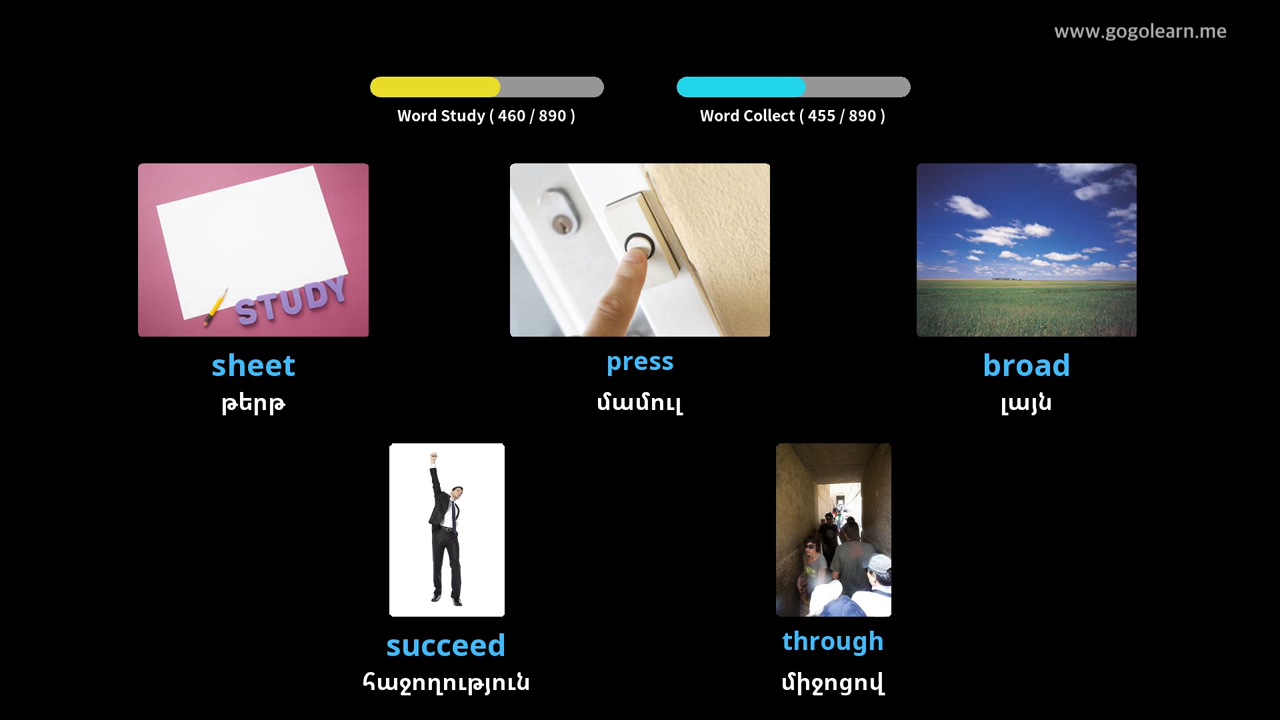 www.gogolearn.me
Word Study ( 460 / 890 )
Word Collect ( 455 / 890 )
STUDY
sheet
թերթ
press
մամուլ
broad
լայն
succeed
հաջողություն
through
միջոցով